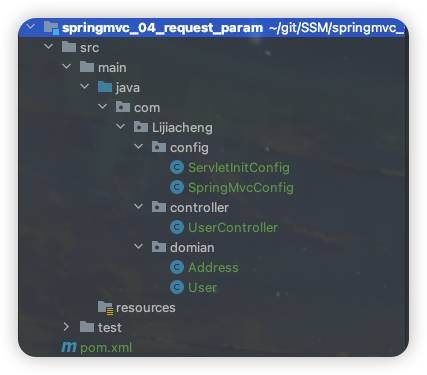 springmvc_04_request_param ~/git/SSM/springmvc_
src
main
java
com
Lijiacheng
config
ServletInitConfig
SpringMvcConfig
controller
UserController
domian
Address
User
resources
test
pom.xml